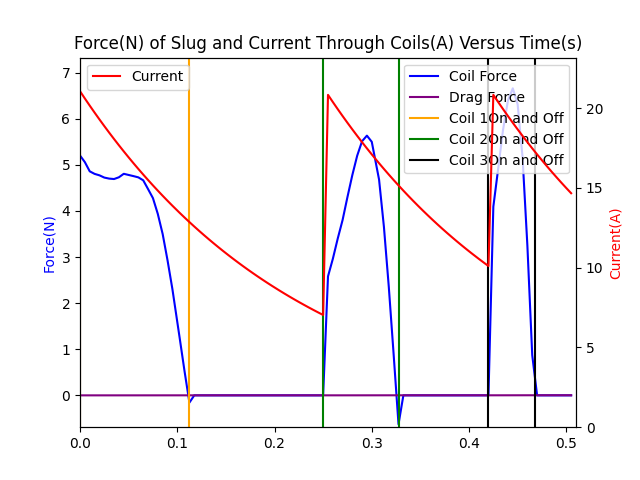 Force(N) of Slug and Current Through Coils(A) Versus Time(s)
Current
Coil Force
Drag Force
Coil 1On and Off
Coil 2On and Off
Coil 3On and Off
Force(N)
7
6
5
4
3
2
1
0
Current(A)
20
15
10
5
0
0.0 0.1 0.2 0.3 0.4 0.5